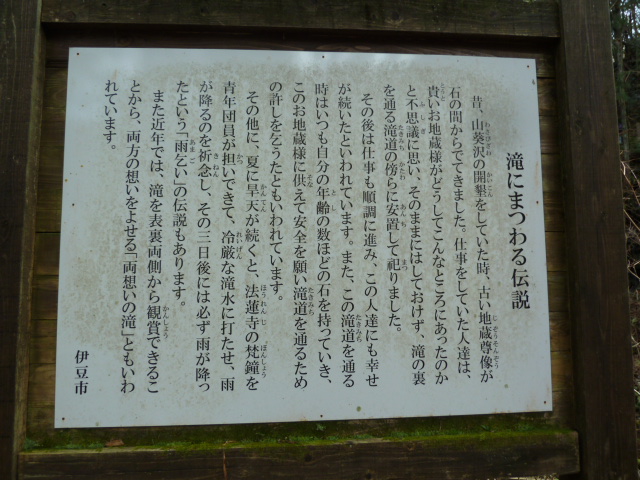 滝にまつわる伝説
昔、山葵沢の開墾をしていた時、古い地蔵尊像が
石の間からでてきました。仕事をしていた人達は、
貴いお地蔵様がどうしてこんなところにあったのか
と不思議に思い、そのままにはしておけず、滝の裏
を通る滝道の傍らに安置して祀りました。
その後は仕事も順調に進み、この人達にも幸せ
が続いたといわれています。また、この滝道を通る
時はいつも自分の年齢の数ほどの石を持っていき、
このお地蔵様に供えて安全を願い滝道を通るため
の許しを乞うたともいわれています。
その他に、夏に旱天が続くと、法蓮寺の梵鐘を
青年団員が担いできて、冷厳な滝水に打たせ、雨
が降るのを祈念し、その三日後には必ず雨が降っ
たという「雨乞い」の伝説もあります。
また近年では、滝を表裏両側から観賞できるこ
とから、両方の想いをよせる「両想いの滝」ともいわ
れています。
伊豆市